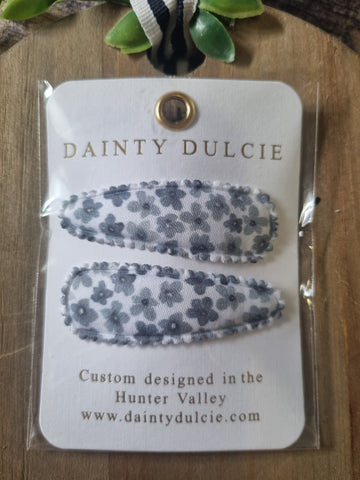 DAINTY DULCIE
Custom designed in the
Hunter Valley
www.daintydulcie.com